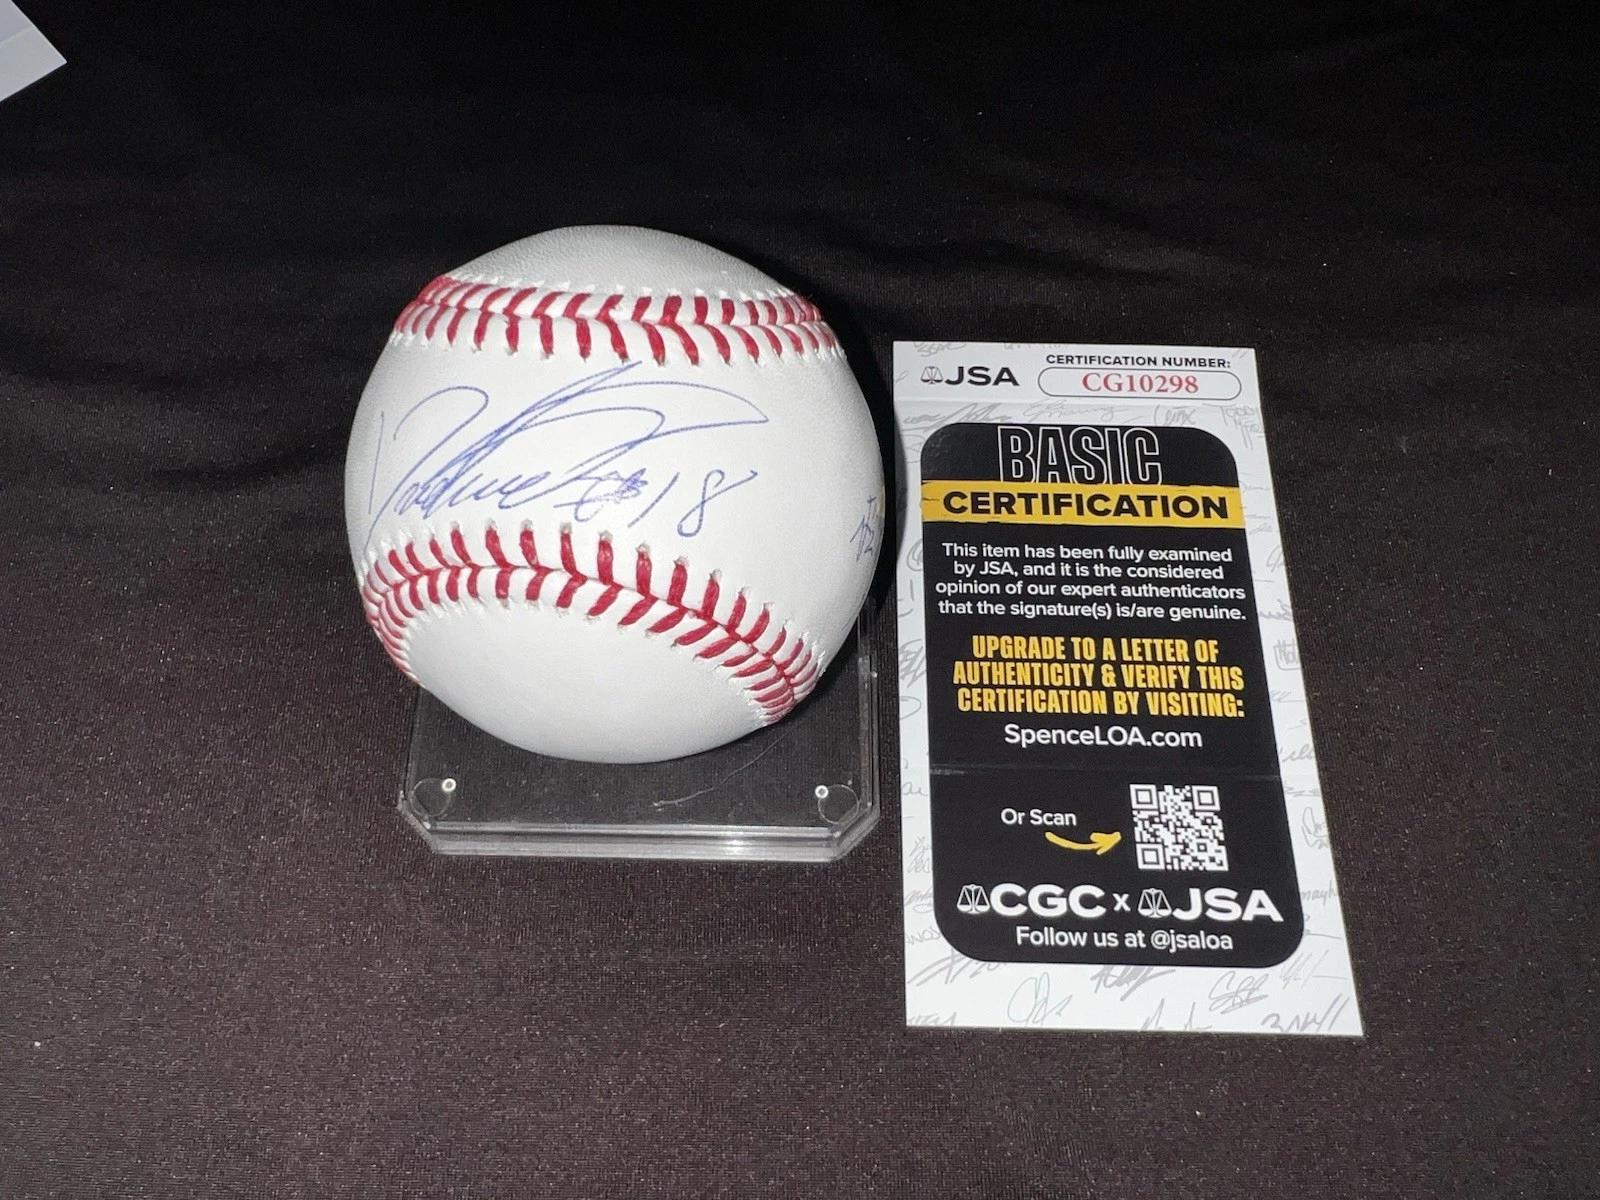 #18
JSA
CERTIFICATION NUMBER:
CG10298
BASIC
CERTIFICATION
This item has been fully examined
by JSA, and it is the considered
opinion of our expert authenticators
that the signature(s) is/are genuine.
UPGRADE TO A LETTER OF
AUTHENTICITY & VERIFY THIS
CERTIFICATION BY VISITING:
SpenceLOA.com
Or Scan
CGC x JSA
Follow us at @jsaloa